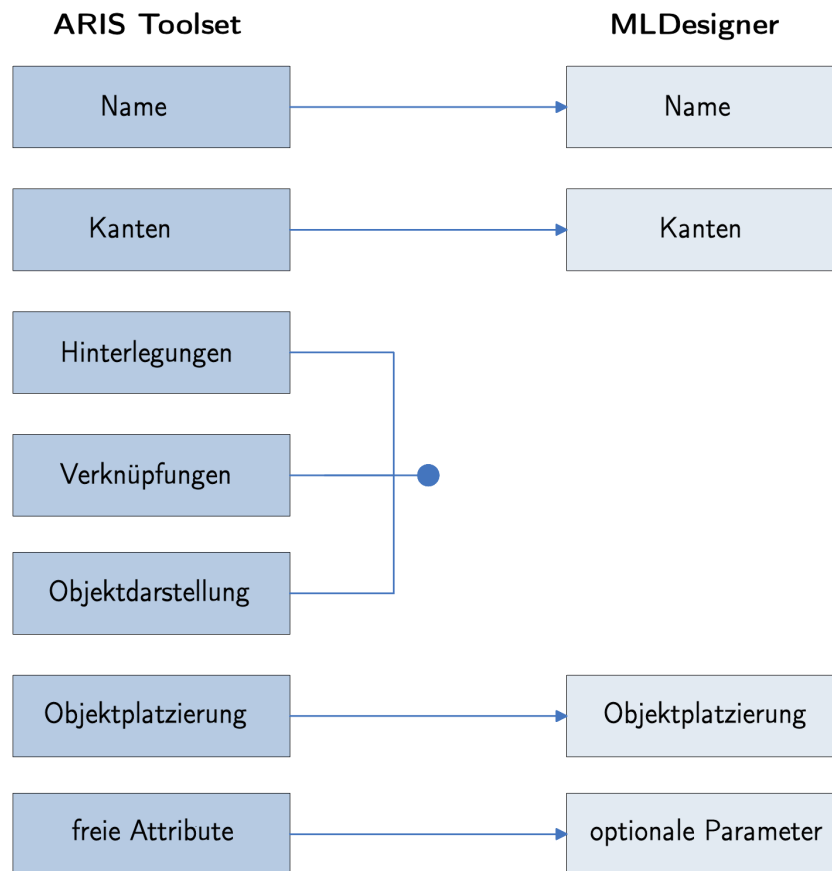 ARIS Toolset MLDesigner
Name Name
Kanten Kanten
Hinterlegungen
Verknüpfungen
Objektdarstellung
Objektplatzierung Objektplatzierung
freie Attribute optionale Parameter